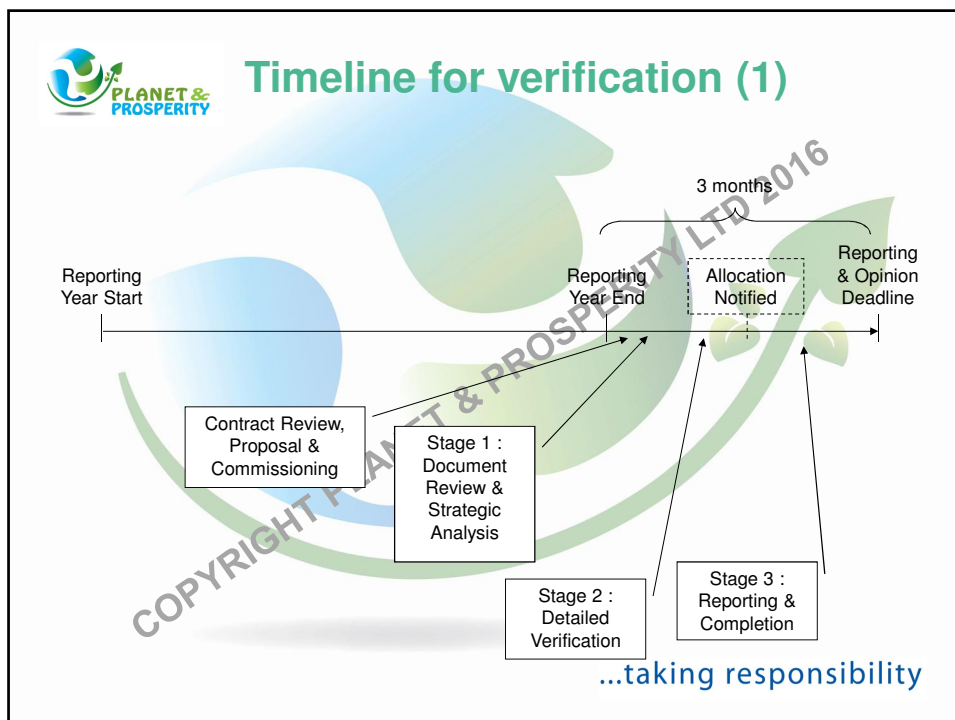 PLANET &
PROSPERITY
Timeline for verification (1)
3 months
Reporting
Year Start
Reporting
Year End
Allocation
Notified
Reporting
& Opinion
Deadline
Contract Review,
Proposal &
Commissioning
Stage 1 :
Document
Review &
Strategic
Analysis
Stage 2 :
Detailed
Verification
Stage 3 :
Reporting &
Completion
COPYRIGHT PLANET & PROSPERITY LTD 2016
...taking responsibility